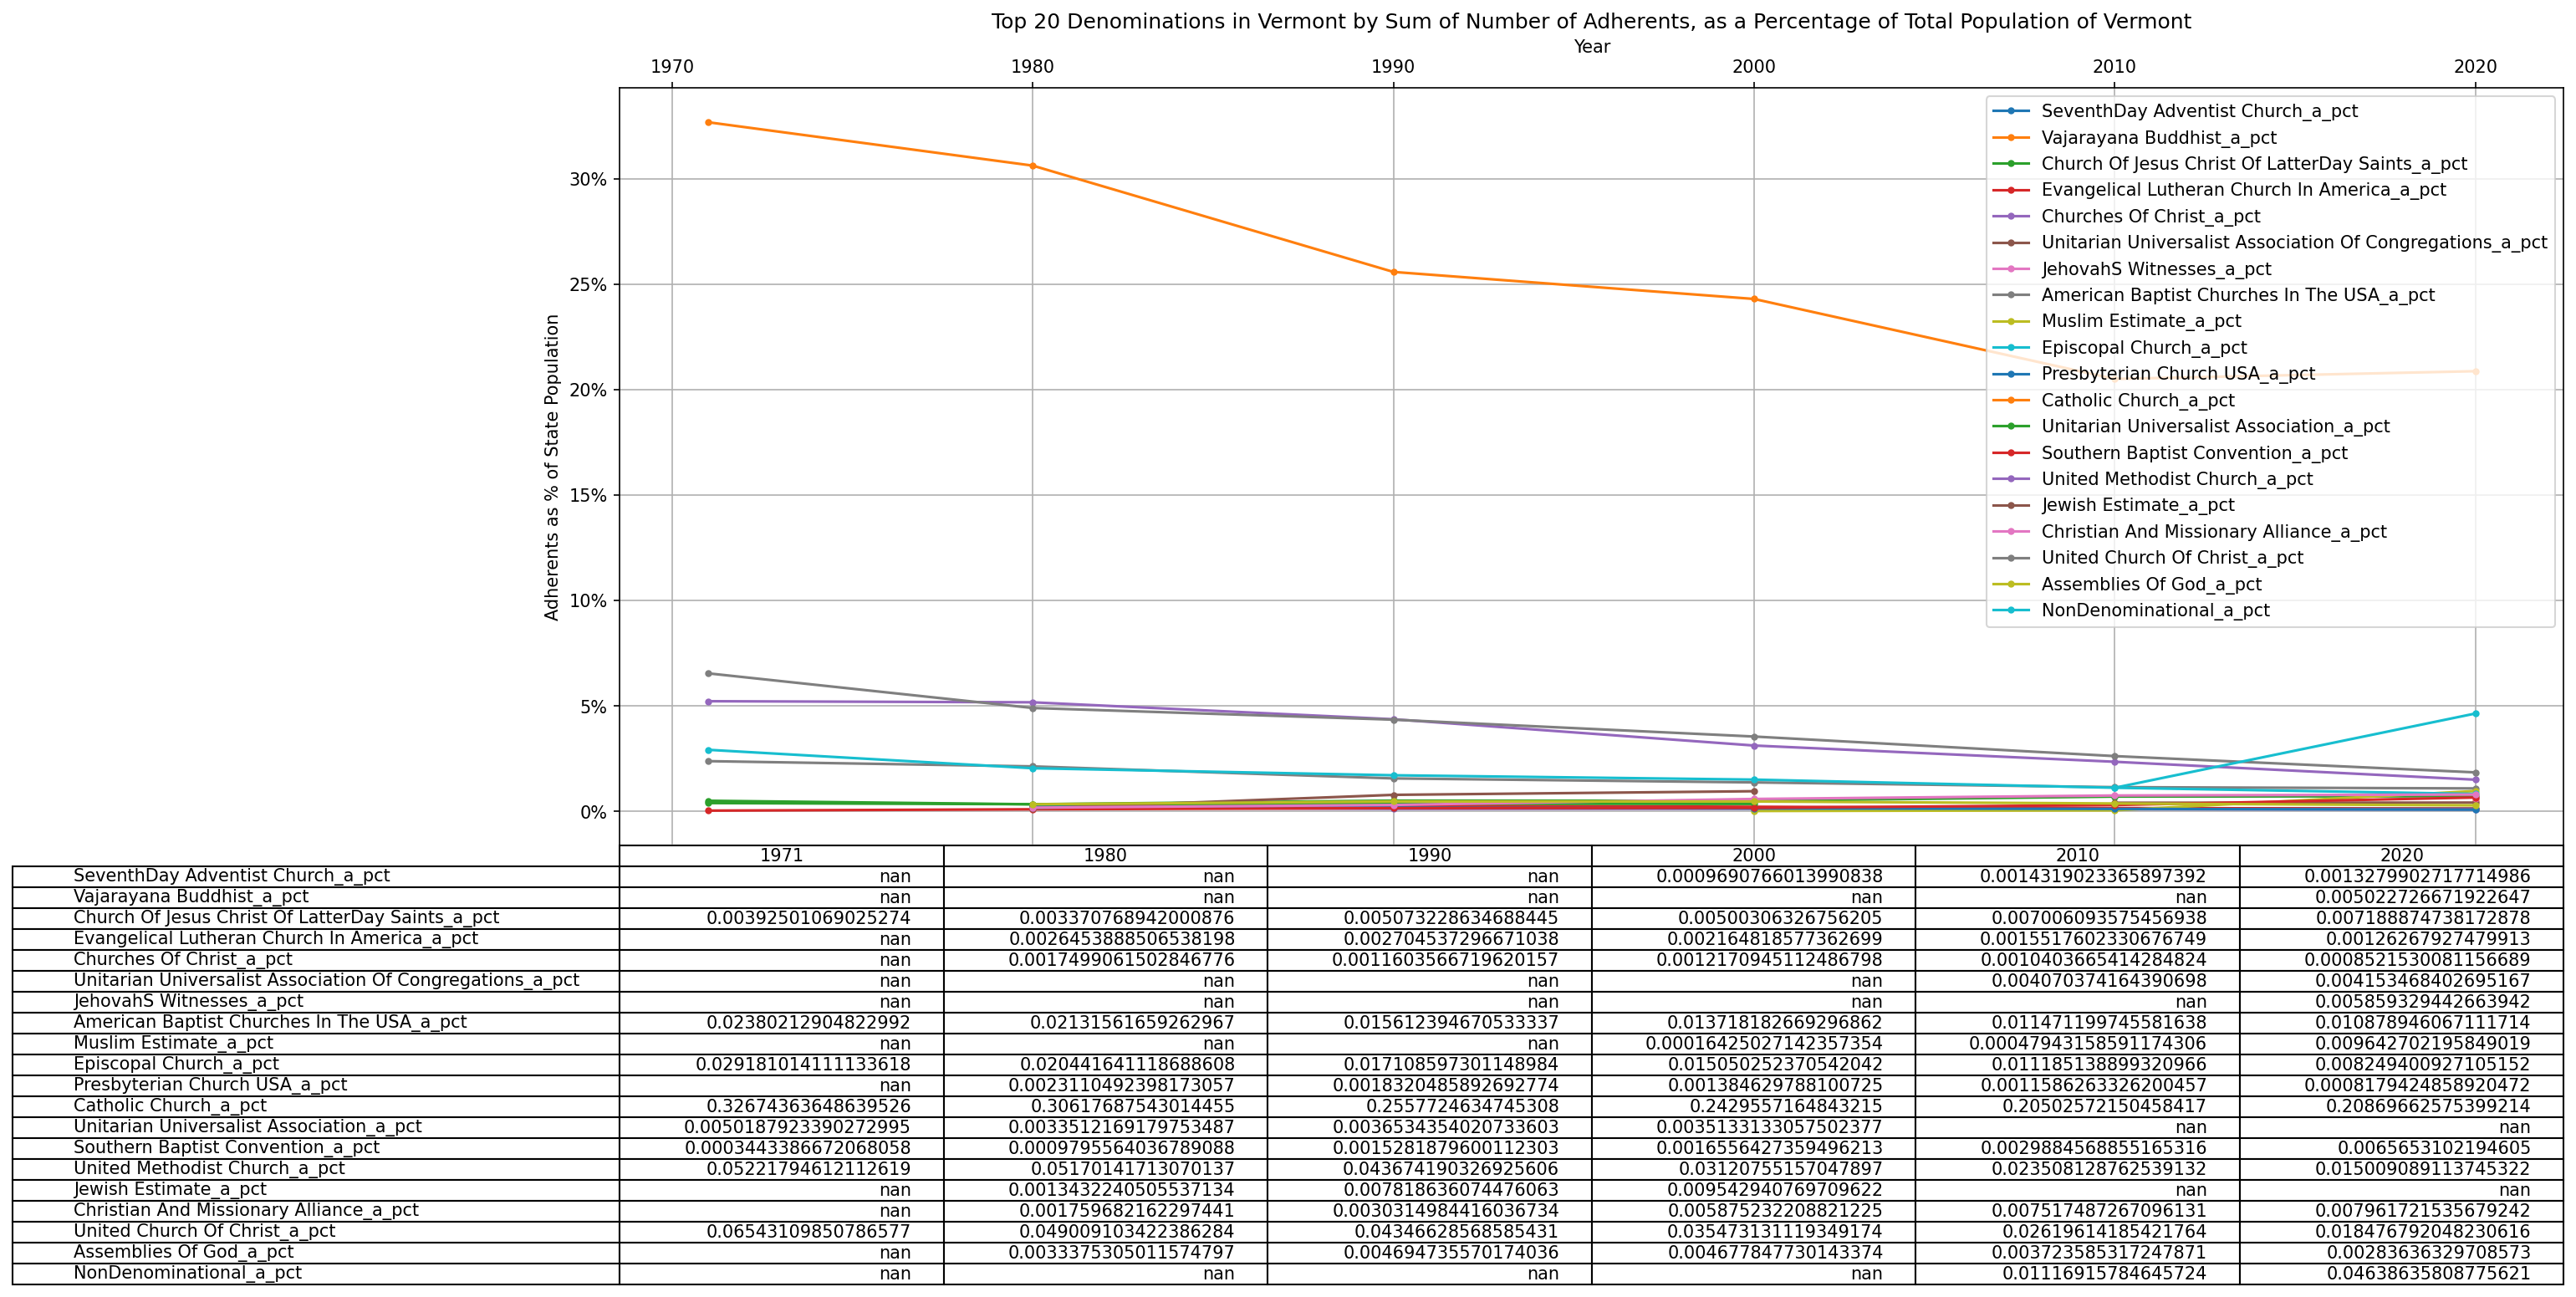 Top 20 Denominations in Vermont by Sum of Number of Adherents, as a Percentage of Total Population of Vermont
Year
1970 1980 1990 2000 2010 2020
Adherents as % of State Population
30%
25%
20%
15%
10%
5%
0%
SeventhDay Adventist Church_a_pct
Vajarayana Buddhist_a_pct
Church Of Jesus Christ Of LatterDay Saints_a_pct
Evangelical Lutheran Church In America_a_pct
Churches Of Christ_a_pct
Unitarian Universalist Association Of Congregations_a_pct
JehovahS Witnesses_a_pct
American Baptist Churches In The USA_a_pct
Muslim Estimate_a_pct
Episcopal Church_a_pct
Presbyterian Church USA_a_pct
Catholic Church_a_pct
Unitarian Universalist Association_a_pct
Southern Baptist Convention_a_pct
United Methodist Church_a_pct
Jewish Estimate_a_pct
Christian And Missionary Alliance_a_pct
United Church Of Christ_a_pct
Assemblies Of God_a_pct
NonDenominational_a_pct
1971 1980 1990 2000 2010 2020
SeventhDay Adventist Church_a_pct nan nan nan 0.0009690766013990838 0.0014319023365897392 0.0013279902717714986
Vajarayana Buddhist_a_pct nan nan nan nan nan 0.005022726671922647
Church Of Jesus Christ Of LatterDay Saints_a_pct 0.00392501069025274 0.003370768942000876 0.005073228634688445 0.00500306326756205 0.007006093575456938 0.007188874738172878
Evangelical Lutheran Church In America_a_pct nan 0.0026453888506538198 0.0027045372966710​38 0.002164818577362699 0.0015517602330676749 0.001262679274799​13
Churches Of Christ_a_pct nan 0.0017499061502846776 0.0011603566719620157 0.0012170945112486798 0.0010403665414284824 0.0008521530081156689
Unitarian Universalist Association Of Congregations_a_pct nan nan nan nan 0.004070374164390698 0.004153468402695167
JehovahS Witnesses_a_pct nan nan nan nan nan 0.005859329442663942
American Baptist Churches In The USA_a_pct 0.02380212904822992 0.02131561659262967 0.015612394670533337 0.013718182669296862 0.011471199745581638 0.010878946067111714
Muslim Estimate_a_pct nan nan nan 0.00016425027142357354 0.00047943158591174306 0.009642702195849019
Episcopal Church_a_pct 0.029181014111133618 0.020441641118688608 0.017108597301148984 0.015050252370542042 0.011185138899320966 0.008249400927105152
Presbyterian Church USA_a_pct nan 0.0023110492398173057 0.0018320485892692774 0.001384629788100725 0.0011586263326200457 0.0008179424858920472
Catholic Church_a_pct 0.32674363648639526 0.30617687543014455 0.2557724634745308 0.2429557164843215 0.20502572150458417 0.20869662575399214
Unitarian Universalist Association_a_pct 0.0050187923390272995 0.0033512169179753487 0.0036534354020733603 0.0035133133057502377 nan nan
Southern Baptist Convention_a_pct 0.0003443386672068058 0.0009795564036789088 0.0015281879600112303 0.0016556427359496213 0.0029884568855165316 0.0065653102194605
United Methodist Church_a_pct 0.05221794612112619 0.05170141713070137 0.043674190326925606 0.03120755157047897 0.023508128762539132 0.015009089113745322
Jewish Estimate_a_pct nan 0.0013432240505537134 0.007818636074476063 0.009542940769709622 nan nan
Christian And Missionary Alliance_a_pct nan 0.001759682162297441 0.0030314984416036734 0.005875232208821225 0.007517487267096131 0.007961721535679242
United Church Of Christ_a_pct 0.06543109850786577 0.049009103422386284 0.04346628568585431 0.035473131119349174 0.02619614185421764 0.018476792048230616
Assemblies Of God_a_pct nan 0.0033375305011574797 0.004694735570174036 0.004677847730143374 0.003723585317247871 0.00283636329708573
NonDenominational_a_pct nan nan nan nan 0.01116915784645724 0.04638635808775621